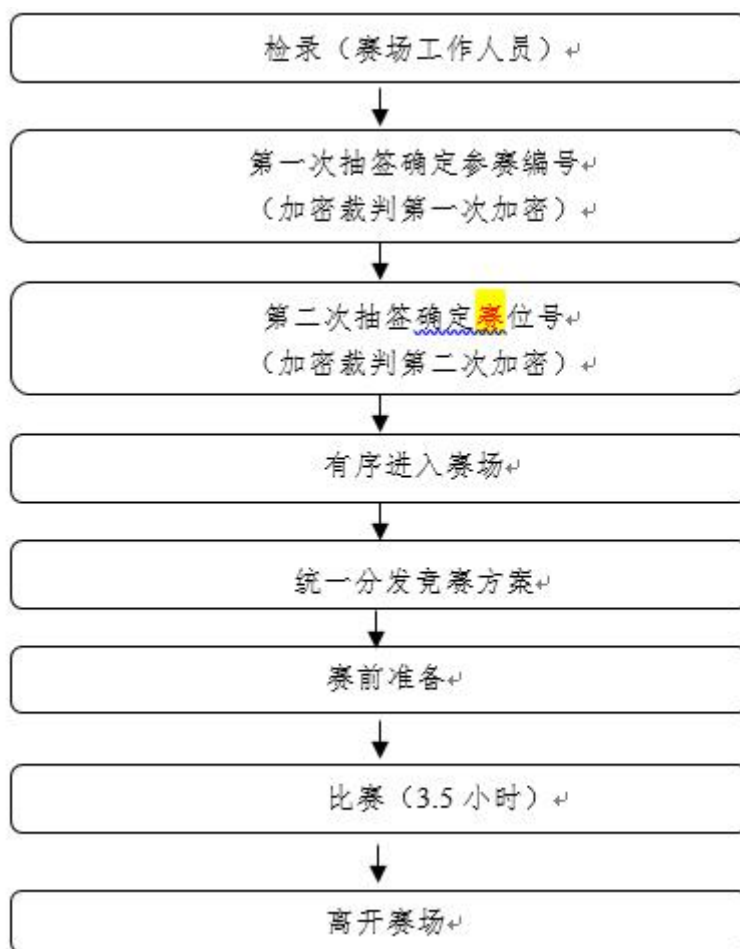 检录（赛场工作人员）
第一次抽签确定参赛编号
（加密裁判第一次加密）
第二次抽签确定赛位号
（加密裁判第二次加密）
有序进入赛场
统一分发竞赛方案
赛前准备
比赛（3.5 小时）
离开赛场